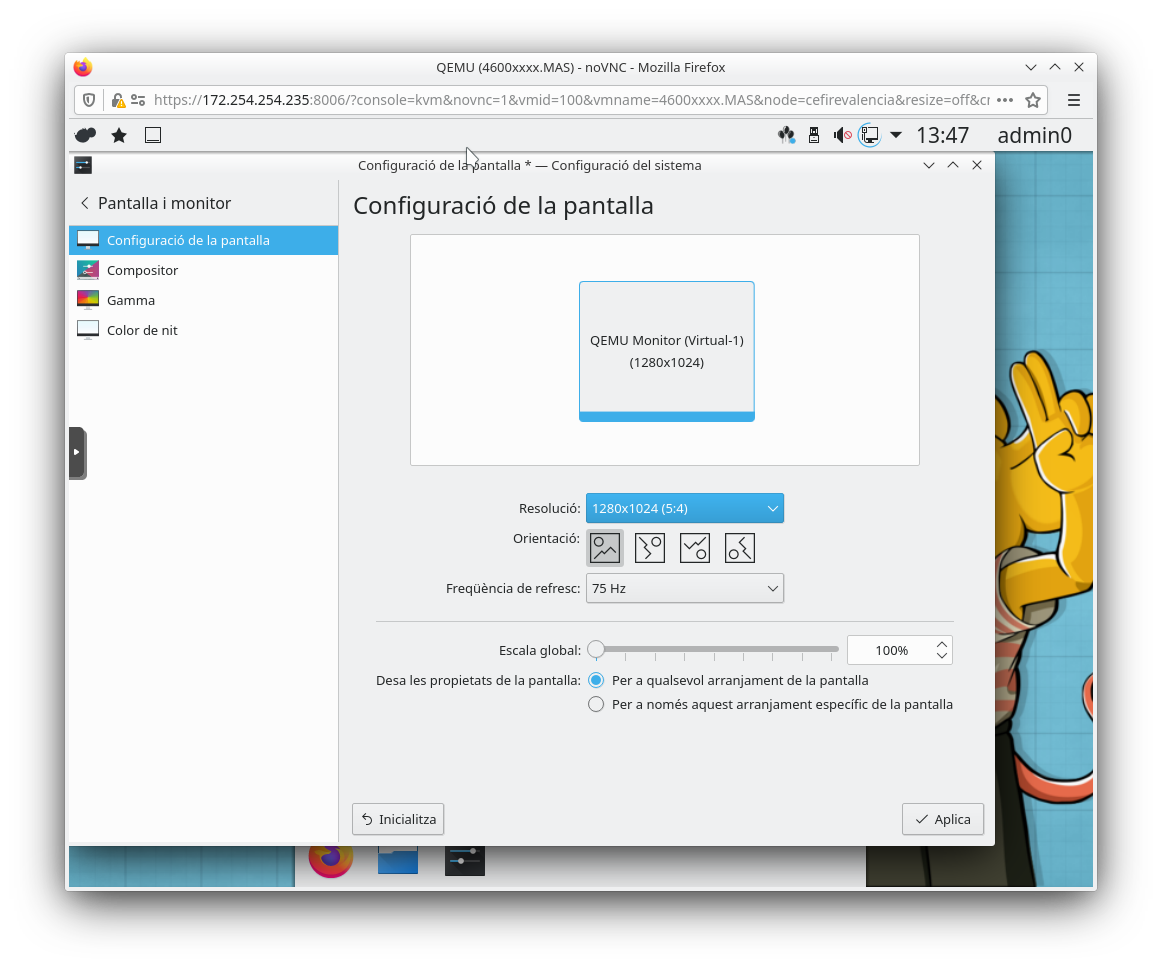 QEMU (4600xxxx.MAS) - noVNC - Mozilla Firefox
https://172.254.254.235:8006/?console=kvm&novnc=1&vmid=100&vmname=4600xxxx.MAS&node=cefirevalencia&resize=off&cr
13:47 admin0
Configuració de la pantalla * — Configuració del sistema
Pantalla i monitor
Configuració de la pantalla
Compositor
Gamma
Color de nit
Configuració de la pantalla
QEMU Monitor (Virtual-1)
(1280x1024)
Resolució: 1280x1024 (5:4)
Orientació:
Freqüència de refresc: 75 Hz
Escala global: 100%
Desa les propietats de la pantalla: Per a qualsevol arranjament de la pantalla
Per a només aquest arranjament específic de la pantalla
Inicialitza
Aplica